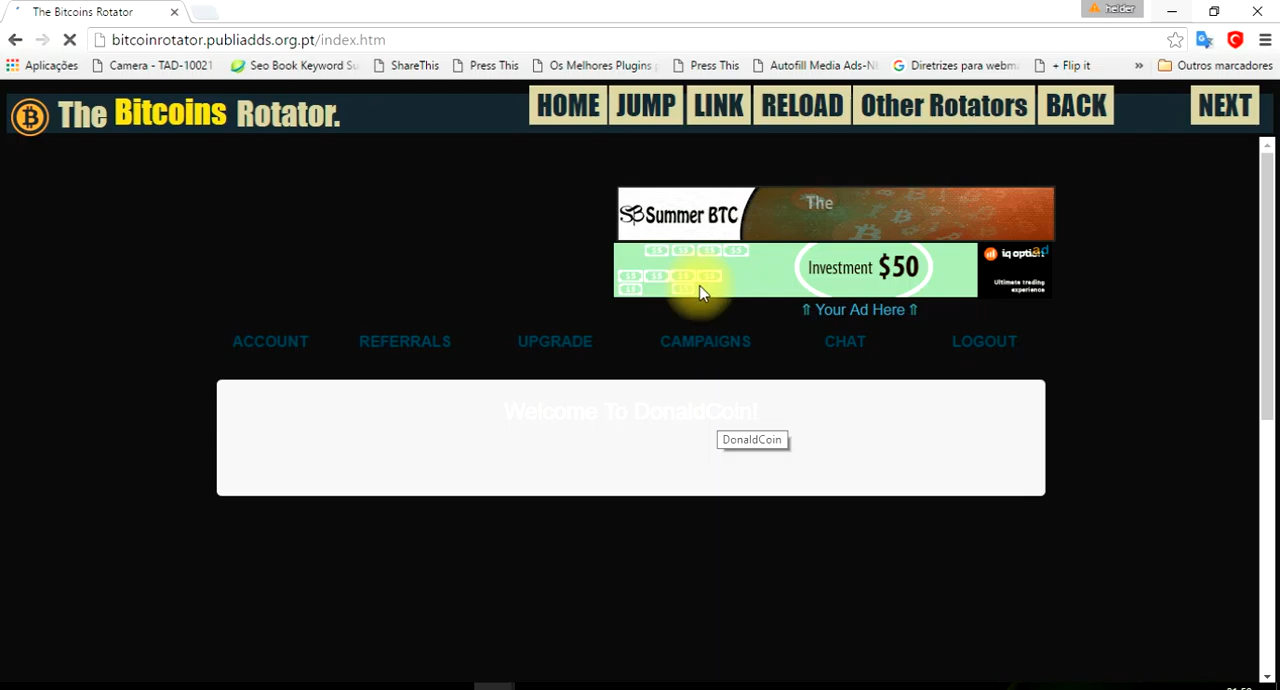 The Bitcoins Rotator
helder
bitcoinrotator.publiadds.org.pt/index.htm
Aplicações Camera - TAD-10021 Seo Book Keyword Su ShareThis Press This Os Melhores Plugins Press This Autofill Media Ads-N Diretrizes para webm + Flip it » Outros marcadores
The Bitcoins Rotator. HOME JUMP LINK RELOAD Other Rotators BACK NEXT
SB Summer BTC The
Investment $50 iq option ad
Ultimate trading
experience
⇑ Your Ad Here ⇑
ACCOUNT REFERRALS UPGRADE CAMPAIGNS CHAT LOGOUT
Welcome To DonaldCoin!
DonaldCoin